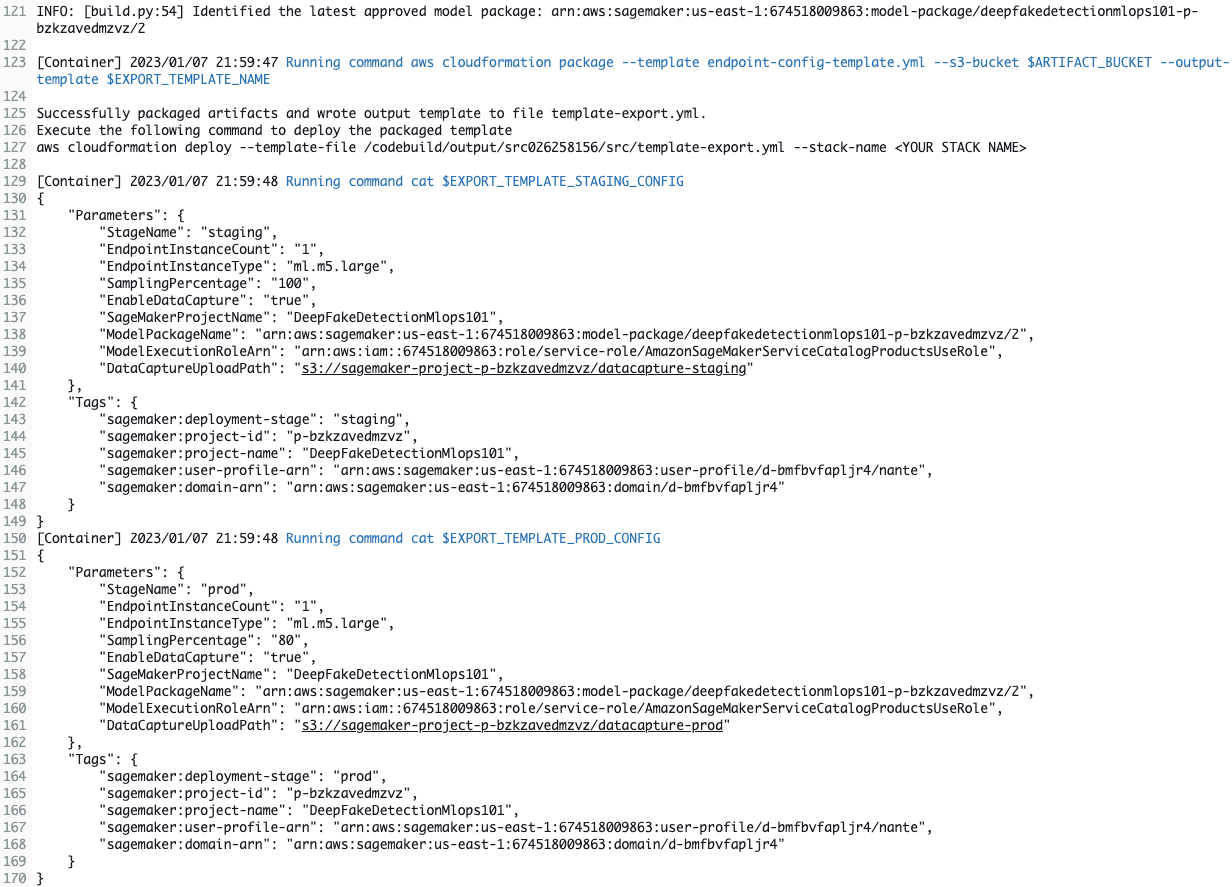 121 INFO: [build.py:54] Identified the latest approved model package: arn:aws:sagemaker:us-east-1:674518009863:model-package/deepfakedetectionmlops101-p-
bzkzavedmzvz/2
122
123 [Container] 2023/01/07 21:59:47 Running command aws cloudformation package --template endpoint-config-template.yml --s3-bucket $ARTIFACT_BUCKET --output-
template $EXPORT_TEMPLATE_NAME
124
125 Successfully packaged artifacts and wrote output template to file template-export.yml.
126 Execute the following command to deploy the packaged template
127 aws cloudformation deploy --template-file /codebuild/output/src026258156/src/template-export.yml --stack-name <YOUR STACK NAME>
128
129 [Container] 2023/01/07 21:59:48 Running command cat $EXPORT_TEMPLATE_STAGING_CONFIG
130 {
131     "Parameters": {
132         "StageName": "staging",
133         "EndpointInstanceCount": "1",
134         "EndpointInstanceType": "ml.m5.large",
135         "SamplingPercentage": "100",
136         "EnableDataCapture": "true",
137         "SageMakerProjectName": "DeepFakeDetectionMlops101",
138         "ModelPackageName": "arn:aws:sagemaker:us-east-1:674518009863:model-package/deepfakedetectionmlops101-p-bzkzavedmzvz/2",
139         "ModelExecutionRoleArn": "arn:aws:iam::674518009863:role/service-role/AmazonSageMakerServiceCatalogProductsUseRole",
140         "DataCaptureUploadPath": "s3://sagemaker-project-p-bzkzavedmzvz/datacapture-staging"
141     },
142     "Tags": {
143         "sagemaker:deployment-stage": "staging",
144         "sagemaker:project-id": "p-bzkzavedmzvz",
145         "sagemaker:project-name": "DeepFakeDetectionMlops101",
146         "sagemaker:user-profile-arn": "arn:aws:sagemaker:us-east-1:674518009863:user-profile/d-bmfbvfapljr4/nante",
147         "sagemaker:domain-arn": "arn:aws:sagemaker:us-east-1:674518009863:domain/d-bmfbvfapljr4"
148     }
149 }
150 [Container] 2023/01/07 21:59:48 Running command cat $EXPORT_TEMPLATE_PROD_CONFIG
151 {
152     "Parameters": {
153         "StageName": "prod",
154         "EndpointInstanceCount": "1",
155         "EndpointInstanceType": "ml.m5.large",
156         "SamplingPercentage": "80",
157         "EnableDataCapture": "true",
158         "SageMakerProjectName": "DeepFakeDetectionMlops101",
159         "ModelPackageName": "arn:aws:sagemaker:us-east-1:674518009863:model-package/deepfakedetectionmlops101-p-bzkzavedmzvz/2",
160         "ModelExecutionRoleArn": "arn:aws:iam::674518009863:role/service-role/AmazonSageMakerServiceCatalogProductsUseRole",
161         "DataCaptureUploadPath": "s3://sagemaker-project-p-bzkzavedmzvz/datacapture-prod"
162     },
163     "Tags": {
164         "sagemaker:deployment-stage": "prod",
165         "sagemaker:project-id": "p-bzkzavedmzvz",
166         "sagemaker:project-name": "DeepFakeDetectionMlops101",
167         "sagemaker:user-profile-arn": "arn:aws:sagemaker:us-east-1:674518009863:user-profile/d-bmfbvfapljr4/nante",
168         "sagemaker:domain-arn": "arn:aws:sagemaker:us-east-1:674518009863:domain/d-bmfbvfapljr4"
169     }
170 }